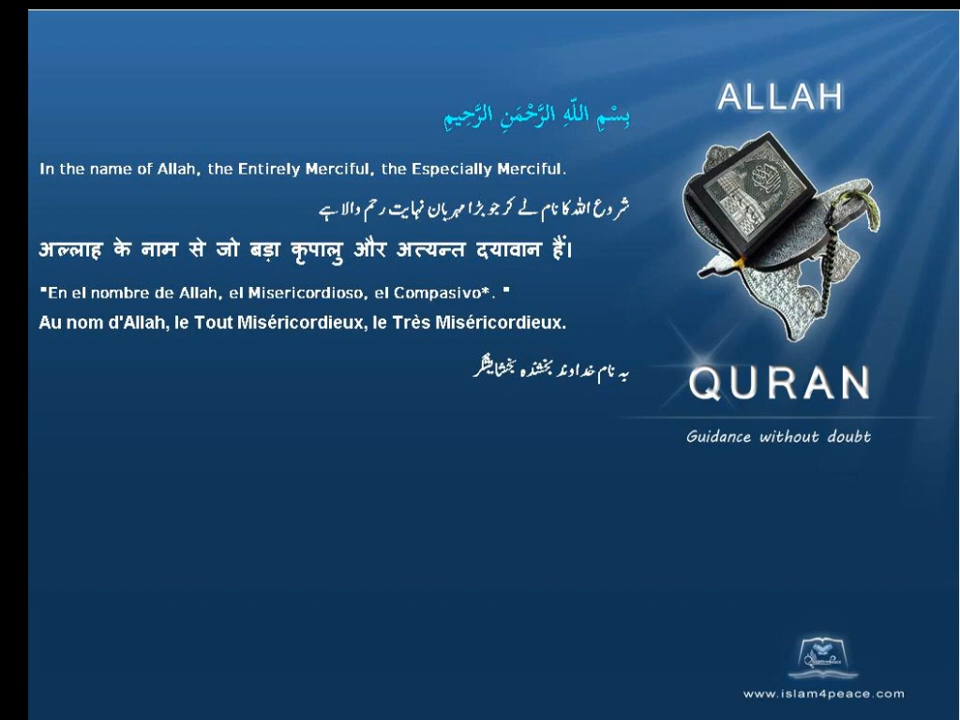 بِسْمِ اللّهِ الرَّحْمَنِ الرَّحِيمِ
In the name of Allah, the Entirely Merciful, the Especially Merciful.
شروع اللہ کا نام لے کر جو بڑا مہربان نہایت رحم والا ہے
अल्लाह के नाम से जो बड़ा कृपालु और अत्यन्त दयावान हैं।
"En el nombre de Allah, el Misericordioso, el Compasivo*. "
Au nom d'Allah, le Tout Miséricordieux, le Très Miséricordieux.
به نام خداوند بخشنده بخشایشگر
ALLAH
QURAN
Guidance without doubt
www.islam4peace.com